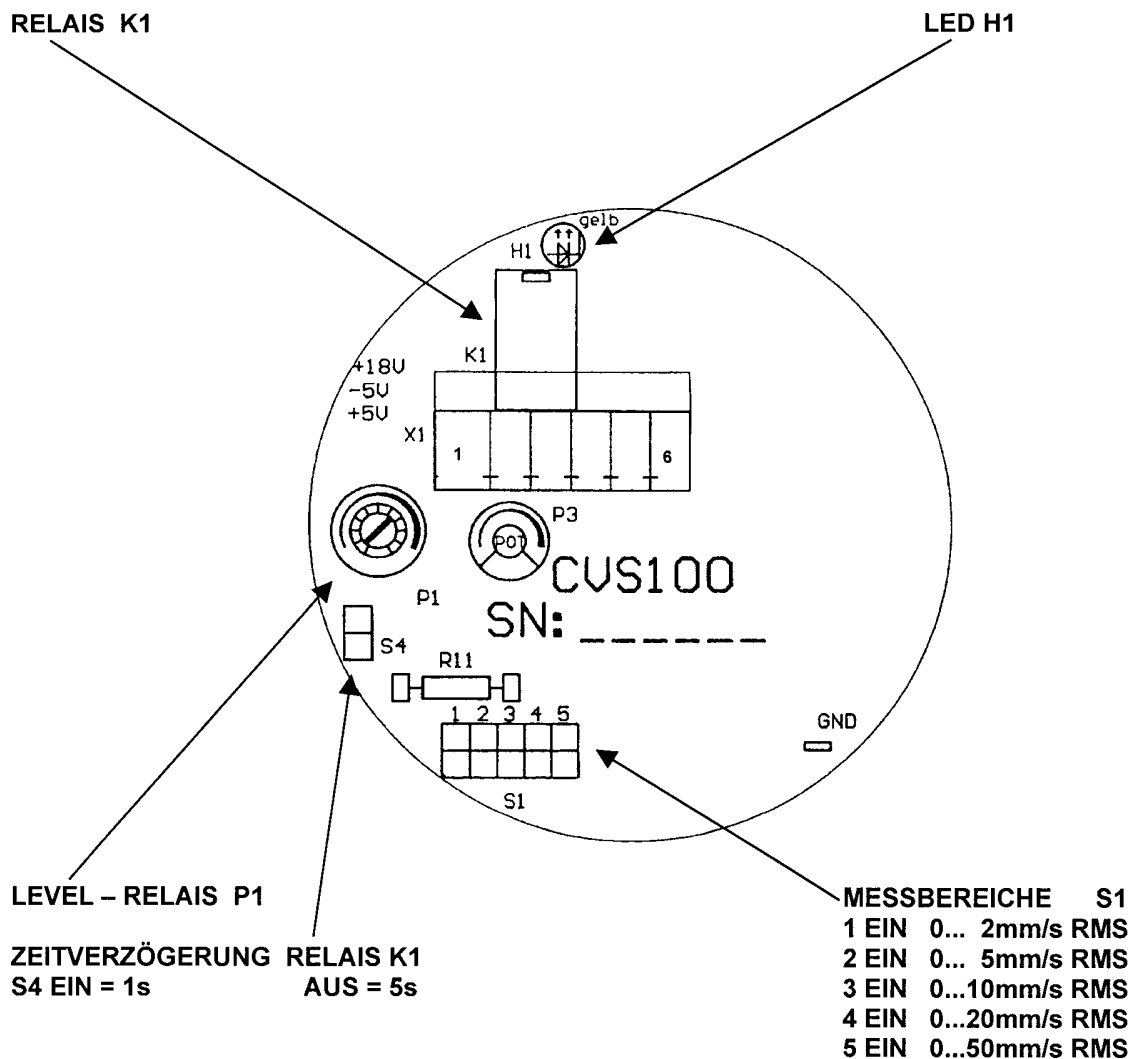 RELAIS K1
LED H1
gelb
H1
K1
+18V
-5V
+5V
X1
1
6
P3
POT
CVS100
P1
SN: _ _ _ _ _ _
S4
R11
1 2 3 4 5
GND
S1
LEVEL – RELAIS P1
ZEITVERZÖGERUNG RELAIS K1
S4 EIN = 1s AUS = 5s
MESSBEREICHE S1
1 EIN 0... 2mm/s RMS
2 EIN 0... 5mm/s RMS
3 EIN 0...10mm/s RMS
4 EIN 0...20mm/s RMS
5 EIN 0...50mm/s RMS